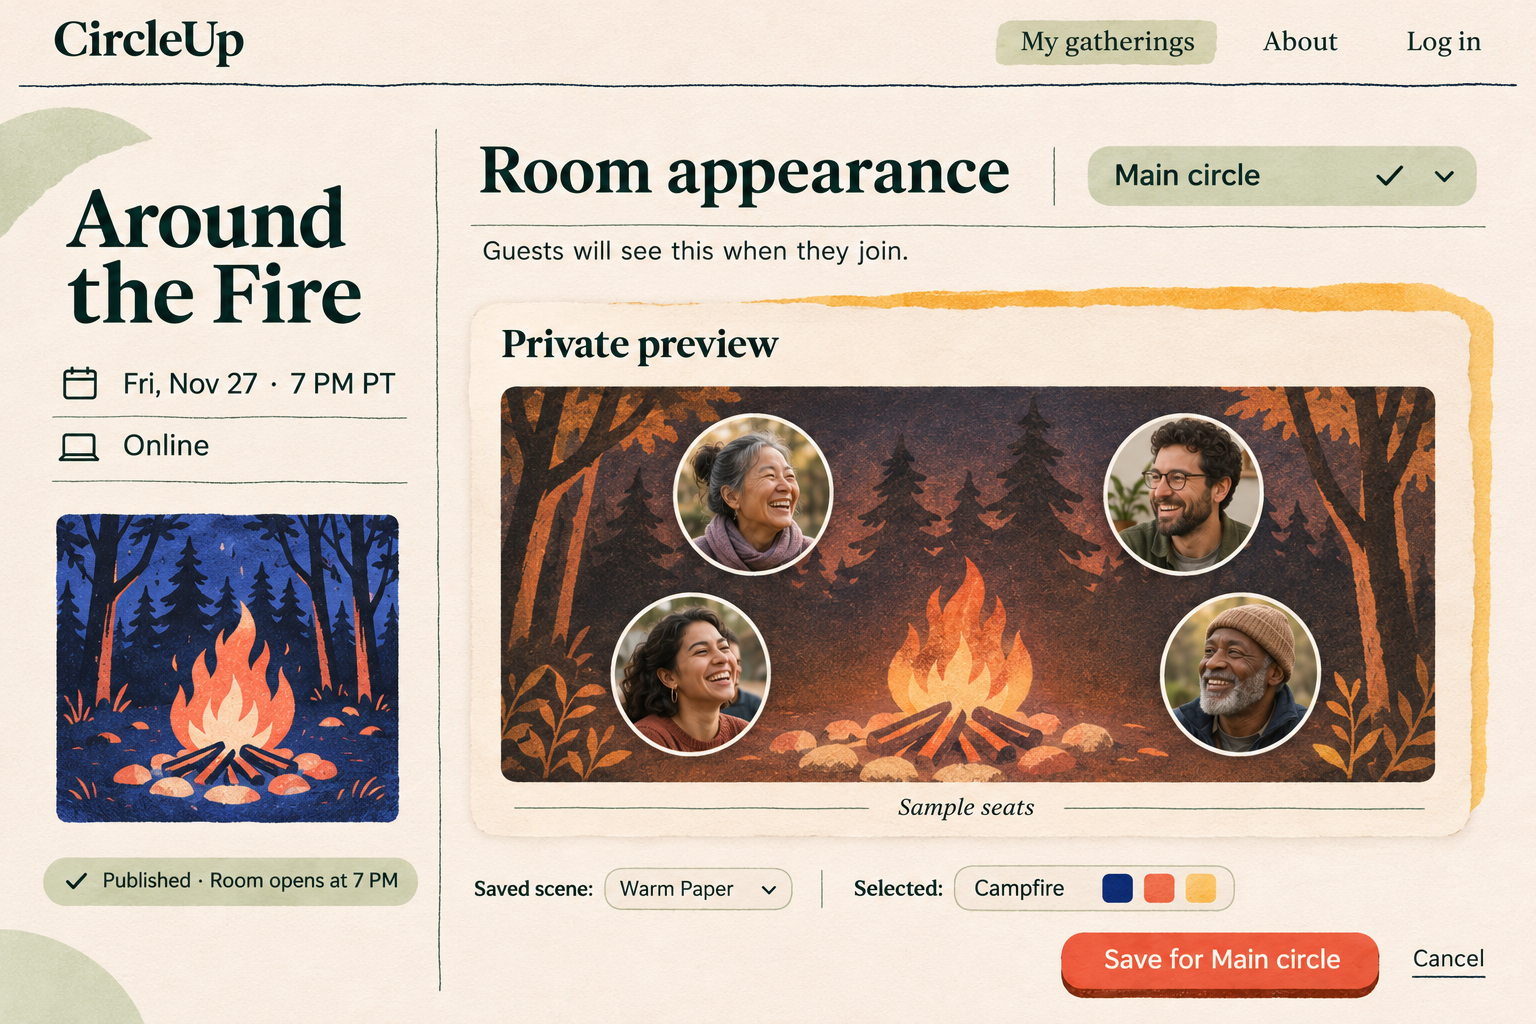 CircleUp
My gatherings
About
Log in
Around
the Fire
Fri, Nov 27 · 7 PM PT
Online
Published · Room opens at 7 PM
Room appearance
Main circle
Guests will see this when they join.
Private preview
Sample seats
Saved scene:
Warm Paper
Selected:
Campfire
Save for Main circle
Cancel